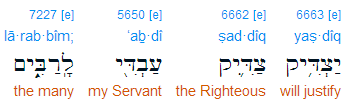 7227 [e] 5650 [e] 6662 [e] 6663 [e]
lā·rab·bîm; ‘aḇ·dî ṣad·dîq yaṣ·dîq
יַצְדִּ֥יק צַדִּ֛יק עַבְדִּ֖י לָֽרַבִּ֑ים
the many my Servant the Righteous will justify